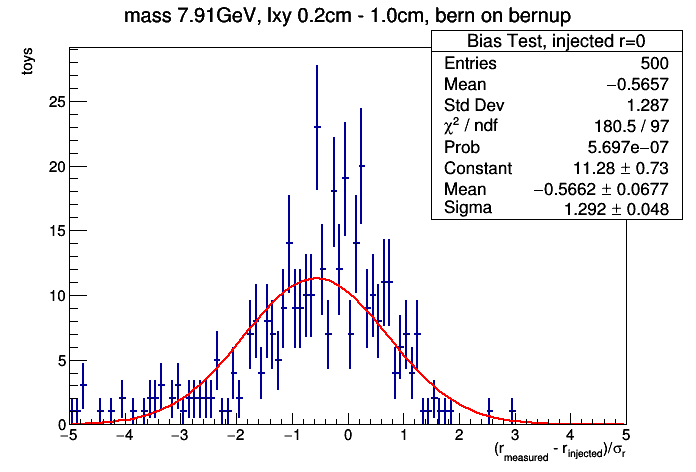 mass 7.91GeV, lxy 0.2cm - 1.0cm, bern on bernup
toys
Bias Test, injected r=0
Entries 500
Mean −0.5657
Std Dev 1.287
χ² / ndf 180.5 / 97
Prob 5.697e−07
Constant 11.28 ± 0.73
Mean −0.5662 ± 0.0677
Sigma 1.292 ± 0.048
25
20
15
10
5
0
−5 −4 −3 −2 −1 0 1 2 3 4 5
(r_measured - r_injected)/σ_r